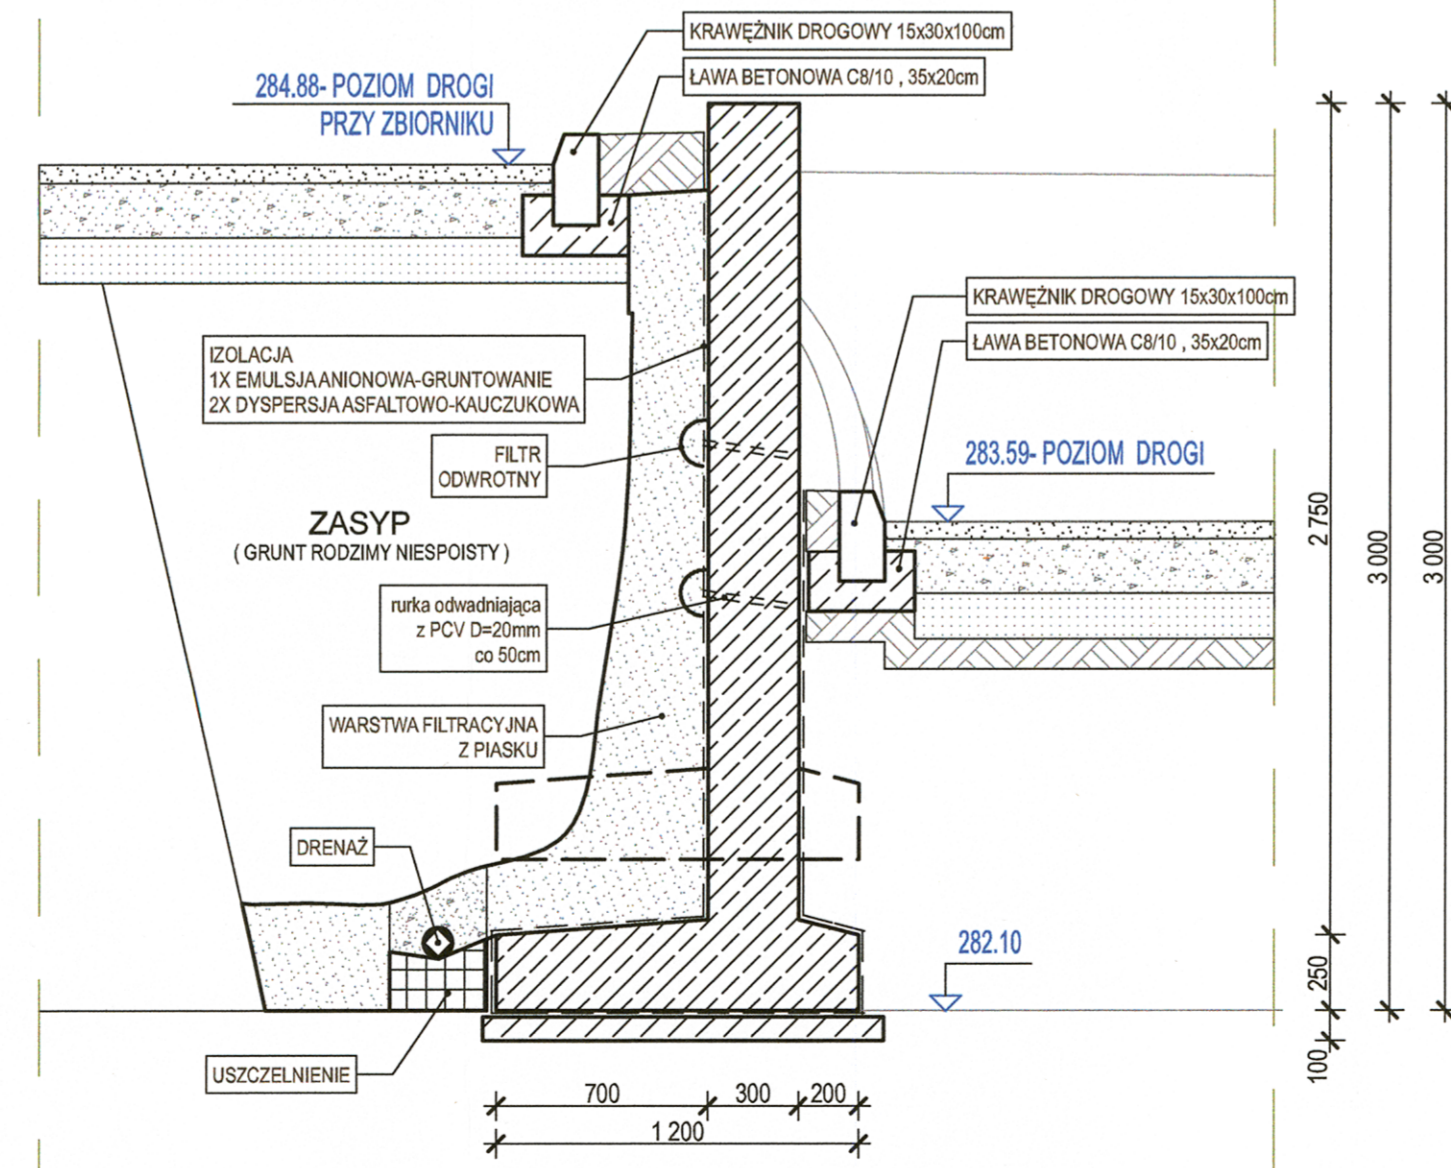 KRAWĘŻNIK DROGOWY 15x30x100cm
ŁAWA BETONOWA C8/10 , 35x20cm
284.88- POZIOM DROGI
PRZY ZBIORNIKU
KRAWĘŻNIK DROGOWY 15x30x100cm
ŁAWA BETONOWA C8/10 , 35x20cm
IZOLACJA
1X EMULSJA ANIONOWA-GRUNTOWANIE
2X DYSPERSJA ASFALTOWO-KAUCZUKOWA
FILTR
ODWROTNY
283.59- POZIOM DROGI
ZASYP
( GRUNT RODZIMY NIESPOISTY )
rurka odwadniająca
z PCV D=20mm
co 50cm
WARSTWA FILTRACYJNA
Z PIASKU
DRENAŻ
282.10
USZCZELNIENIE
2 750
3 000
3 000
250
100
700
300
200
1 200